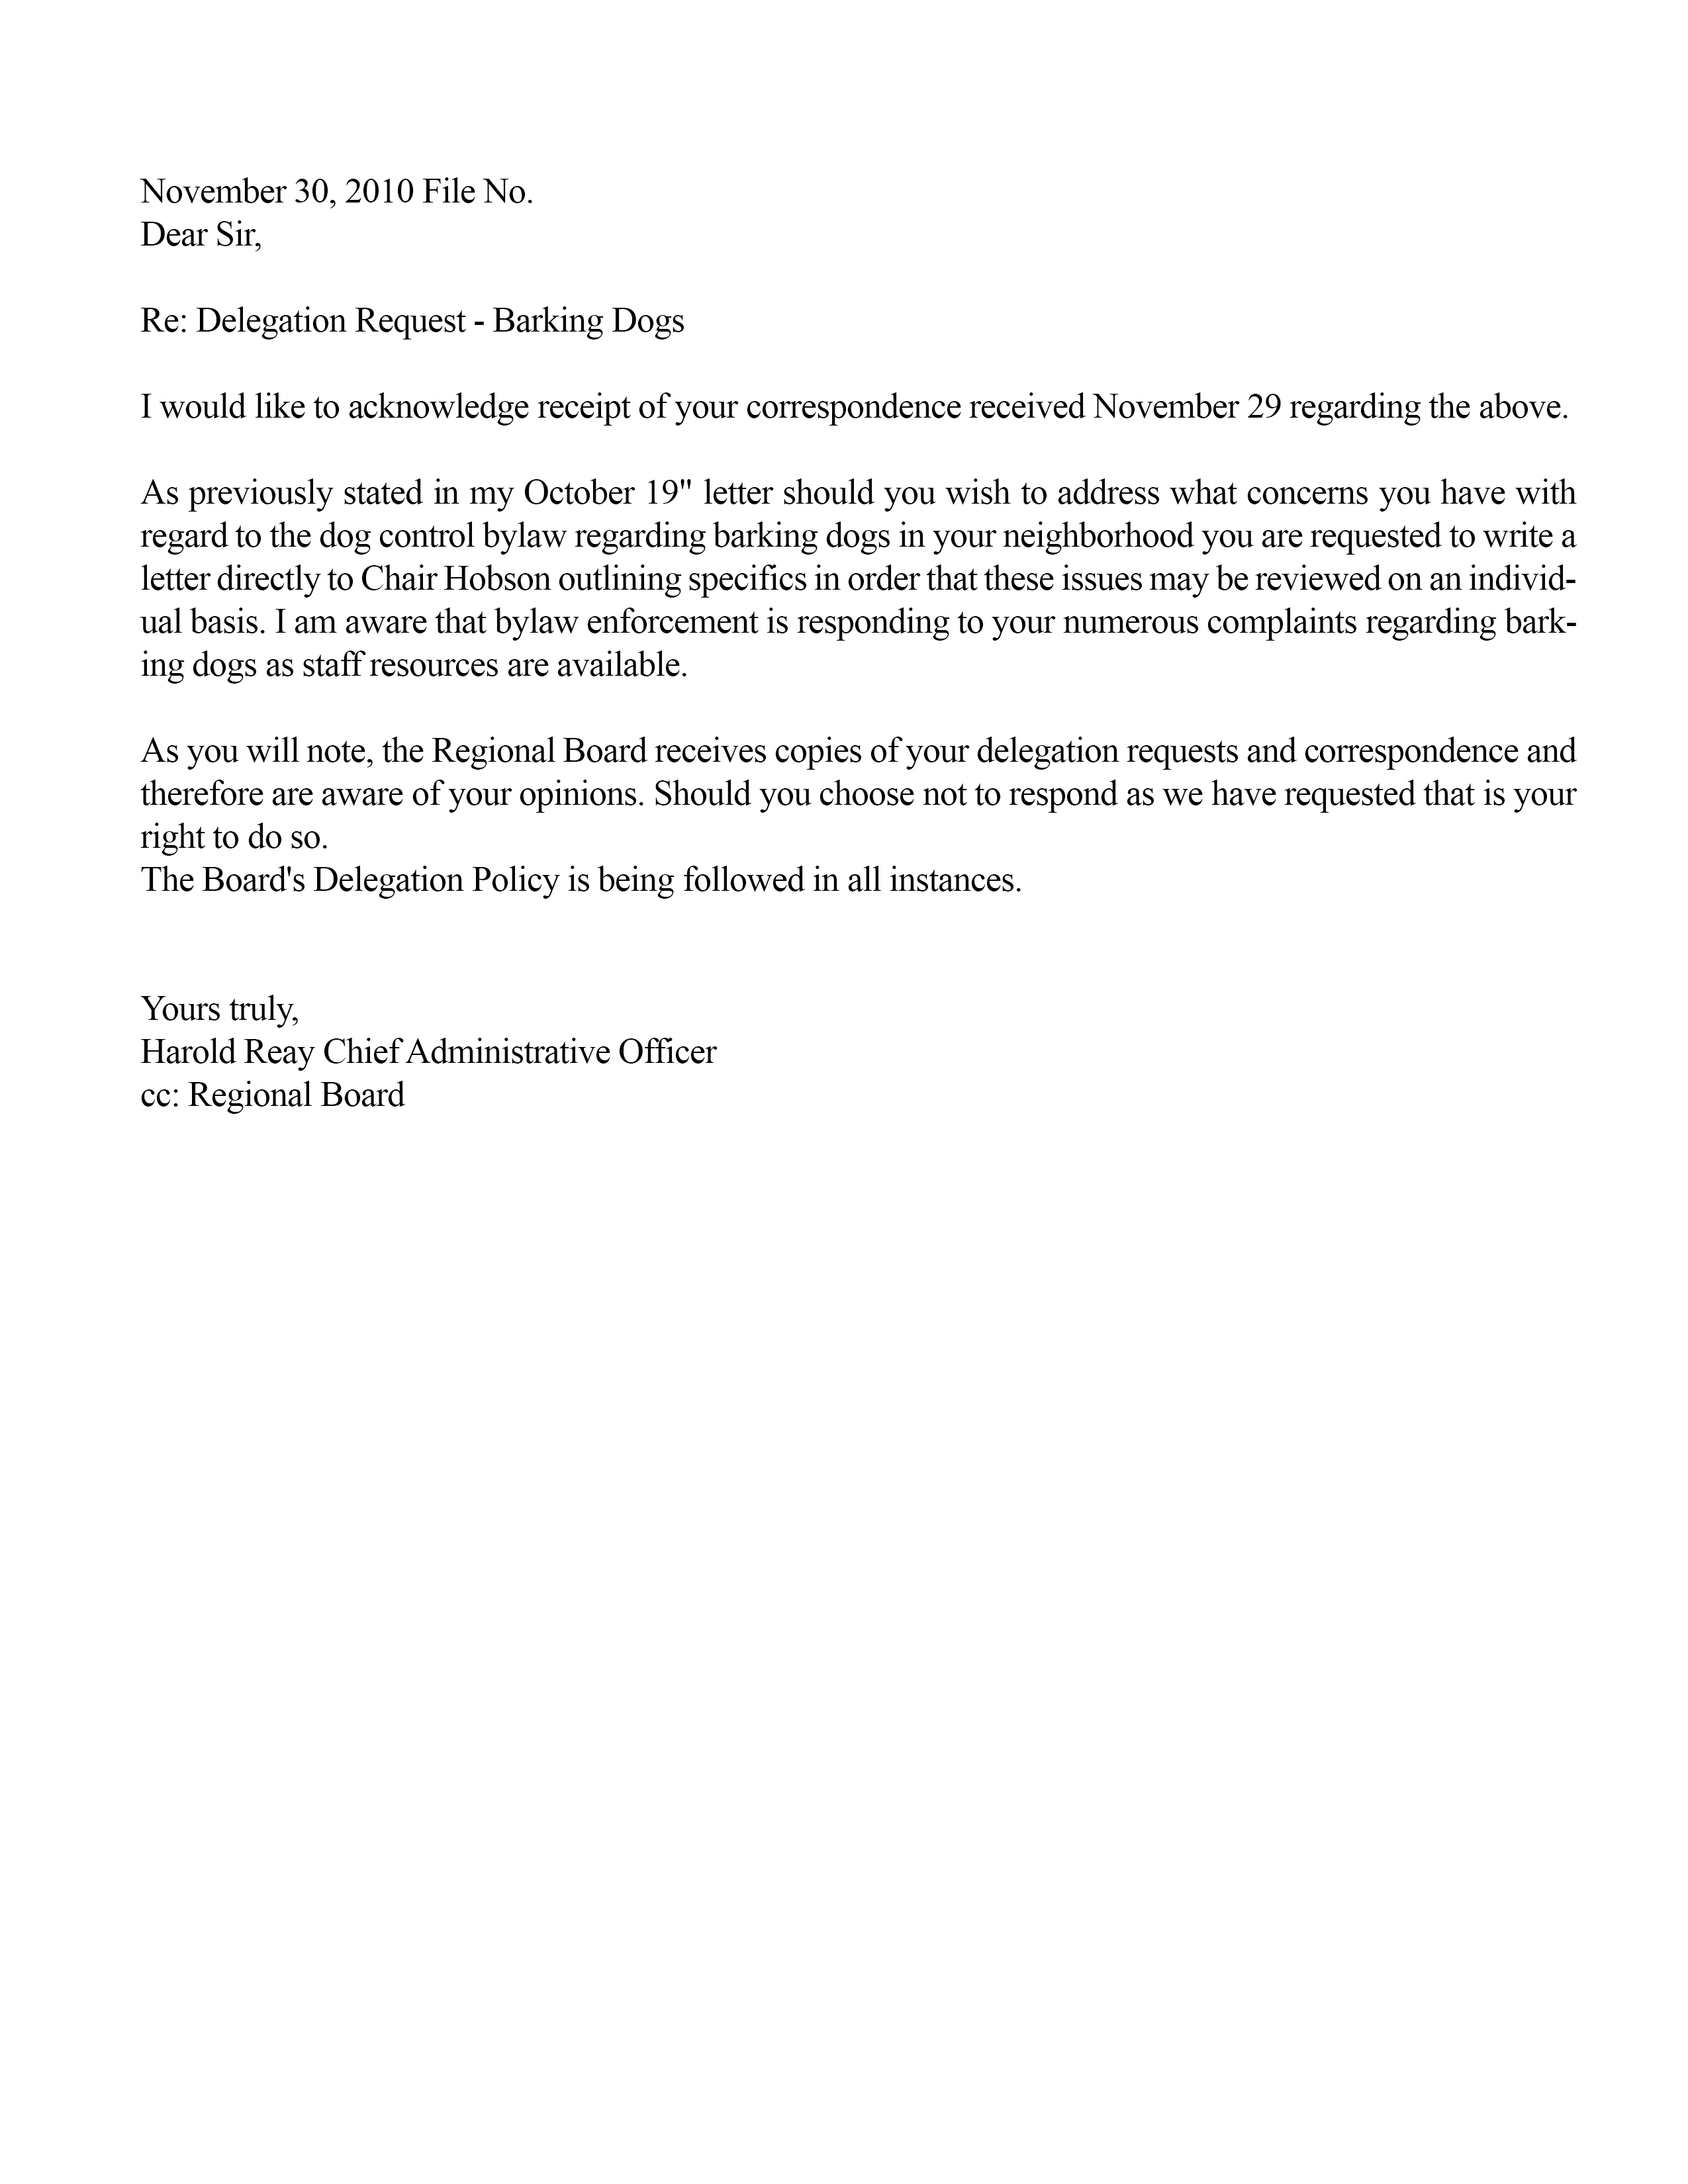 November 30, 2010 File No.
Dear Sir,
Re: Delegation Request - Barking Dogs
I would like to acknowledge receipt of your correspondence received November 29 regarding the above.
As previously stated in my October 19" letter should you wish to address what concerns you have with
regard to the dog control bylaw regarding barking dogs in your neighborhood you are requested to write a
letter directly to Chair Hobson outlining specifics in order that these issues may be reviewed on an individ-
ual basis. I am aware that bylaw enforcement is responding to your numerous complaints regarding bark-
ing dogs as staff resources are available.
As you will note, the Regional Board receives copies of your delegation requests and correspondence and
therefore are aware of your opinions. Should you choose not to respond as we have requested that is your
right to do so.
The Board's Delegation Policy is being followed in all instances.
Yours truly,
Harold Reay Chief Administrative Officer
cc: Regional Board